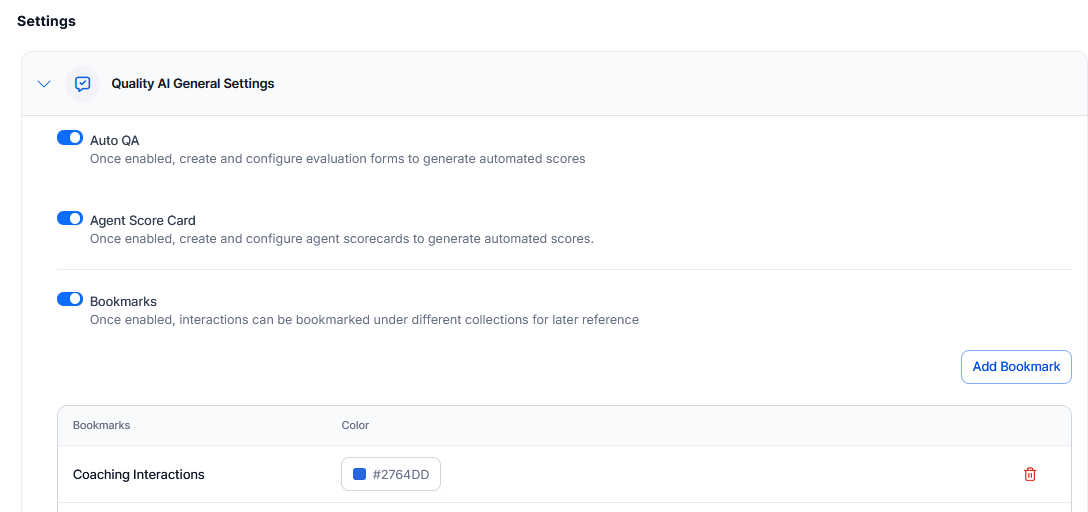 Settings
Quality AI General Settings
Auto QA
Once enabled, create and configure evaluation forms to generate automated scores
Agent Score Card
Once enabled, create and configure agent scorecards to generate automated scores.
Bookmarks
Once enabled, interactions can be bookmarked under different collections for later reference
Add Bookmark
Bookmarks Color
Coaching Interactions #2764DD